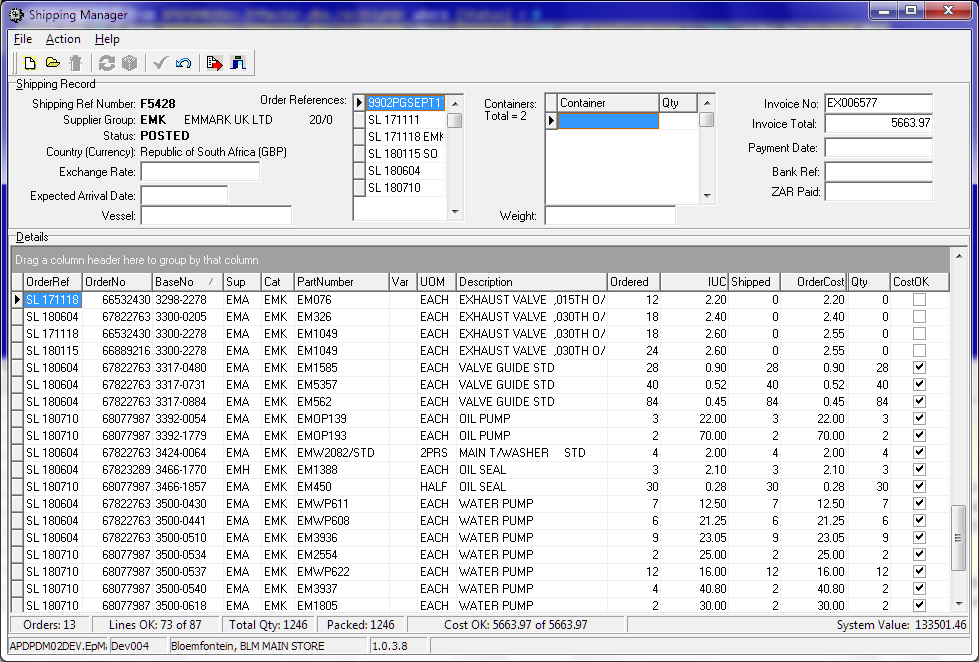 Shipping Manager
File Action Help
Shipping Record
Shipping Ref Number: F5428
Supplier Group: EMK EMMARK UK LTD 20/0
Status: POSTED
Country (Currency): Republic of South Africa (GBP)
Exchange Rate:
Expected Arrival Date:
Vessel:
Order References:
9902PGSEPT1
SL 171111
SL 171118 EMK
SL 180115 SO
SL 180604
SL 180710
Containers:
Total = 2
Container Qty
Weight:
Invoice No: EX006577
Invoice Total: 5663.97
Payment Date:
Bank Ref:
ZAR Paid:
Details
Drag a column header here to group by that column
OrderRef OrderNo BaseNo / Sup Cat PartNumber Var UOM Description Ordered IUC Shipped OrderCost Qty CostOK
SL 171118 66532430 3298-2278 EMA EMK EM076 EACH EXHAUST VALVE ,015TH O/ 12 2.20 0 2.20 0
SL 180604 67822763 3300-0205 EMA EMK EM326 EACH EXHAUST VALVE ,030TH O/ 18 2.40 0 2.40 0
SL 171118 66532430 3300-2278 EMA EMK EM1049 EACH EXHAUST VALVE ,030TH O/ 18 2.60 0 2.55 0
SL 180115 66889216 3300-2278 EMA EMK EM1049 EACH EXHAUST VALVE ,030TH O/ 24 2.60 0 2.55 0
SL 180604 67822763 3317-0480 EMA EMK EM1585 EACH VALVE GUIDE STD 28 0.90 28 0.90 28
SL 180604 67822763 3317-0731 EMA EMK EM5357 EACH VALVE GUIDE STD 40 0.52 40 0.52 40
SL 180604 67822763 3317-0884 EMA EMK EM562 EACH VALVE GUIDE STD 84 0.45 84 0.45 84
SL 180710 68077987 3392-0054 EMA EMK EMOP139 EACH OIL PUMP 3 22.00 3 22.00 3
SL 180710 68077987 3392-1779 EMA EMK EMOP193 EACH OIL PUMP 2 70.00 2 70.00 2
SL 180604 67822763 3424-0064 EMA EMK EMW2082/STD 2PRS MAIN T/WASHER STD 4 2.00 4 2.00 4
SL 180604 67823289 3466-1770 EMH EMK EM1388 EACH OIL SEAL 3 2.10 3 2.10 3
SL 180710 68077987 3466-1857 EMA EMK EM450 HALF OIL SEAL 30 0.28 30 0.28 30
SL 180604 67822763 3500-0430 EMA EMK EMWP611 EACH WATER PUMP 7 12.50 7 12.50 7
SL 180604 67822763 3500-0441 EMA EMK EMWP608 EACH WATER PUMP 6 21.25 6 21.25 6
SL 180604 67822763 3500-0510 EMA EMK EM3936 EACH WATER PUMP 9 23.05 9 23.05 9
SL 180710 68077987 3500-0534 EMA EMK EM2554 EACH WATER PUMP 2 25.00 2 25.00 2
SL 180710 68077987 3500-0537 EMA EMK EMWP622 EACH WATER PUMP 12 16.00 12 16.00 12
SL 180710 68077987 3500-0540 EMA EMK EM3937 EACH WATER PUMP 4 40.80 2 40.80 2
SL 180710 68077987 3500-0618 EMA EMK EM1805 EACH WATER PUMP 2 30.00 2 30.00 2
Orders: 13 Lines OK: 73 of 87 Total Qty: 1246 Packed: 1246 Cost OK: 5663.97 of 5663.97 System Value: 133501.46
APDPDM02DEV.EpMa Dev004 Bloemfontein, BLM MAIN STORE 1.0.3.8